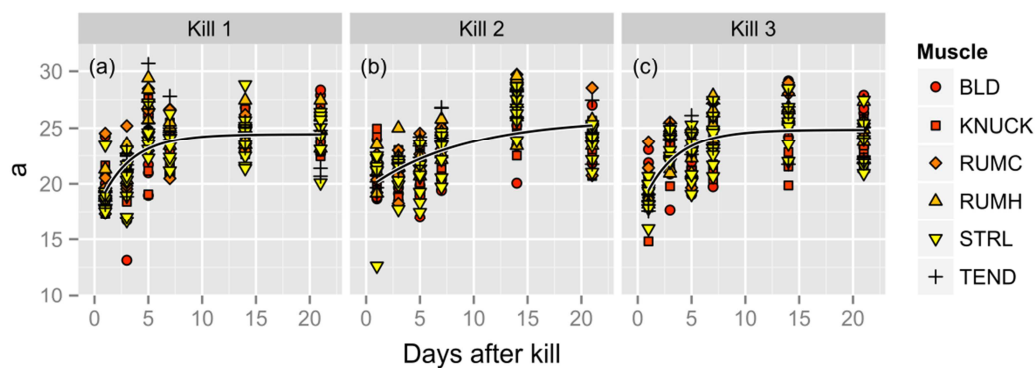 Kill 1 Kill 2 Kill 3
(a) (b) (c)
30
25
20
15
10
a
0 5 10 15 20 0 5 10 15 20 0 5 10 15 20
Days after kill
Muscle
BLD
KNUCK
RUMC
RUMH
STRL
TEND